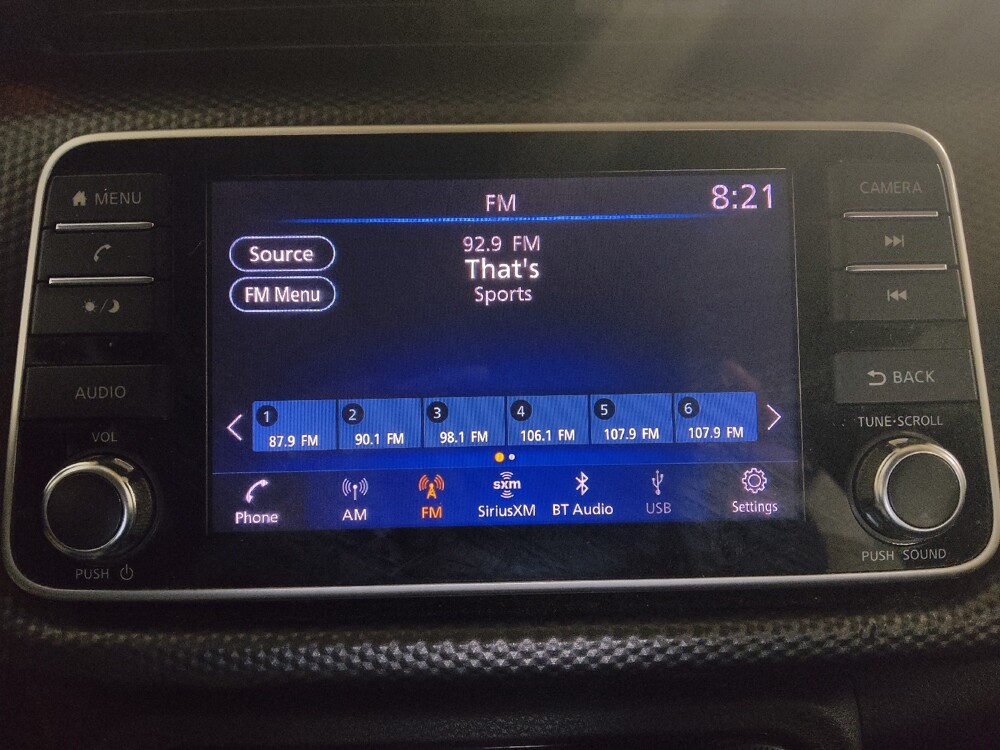 MENU
AUDIO
VOL
PUSH
FM
8:21
Source
FM Menu
92.9 FM
That's
Sports
1
87.9 FM
2
90.1 FM
3
98.1 FM
4
106.1 FM
5
107.9 FM
6
107.9 FM
Phone
AM
FM
sxm
SiriusXM
BT Audio
USB
Settings
CAMERA
BACK
TUNE·SCROLL
PUSH SOUND